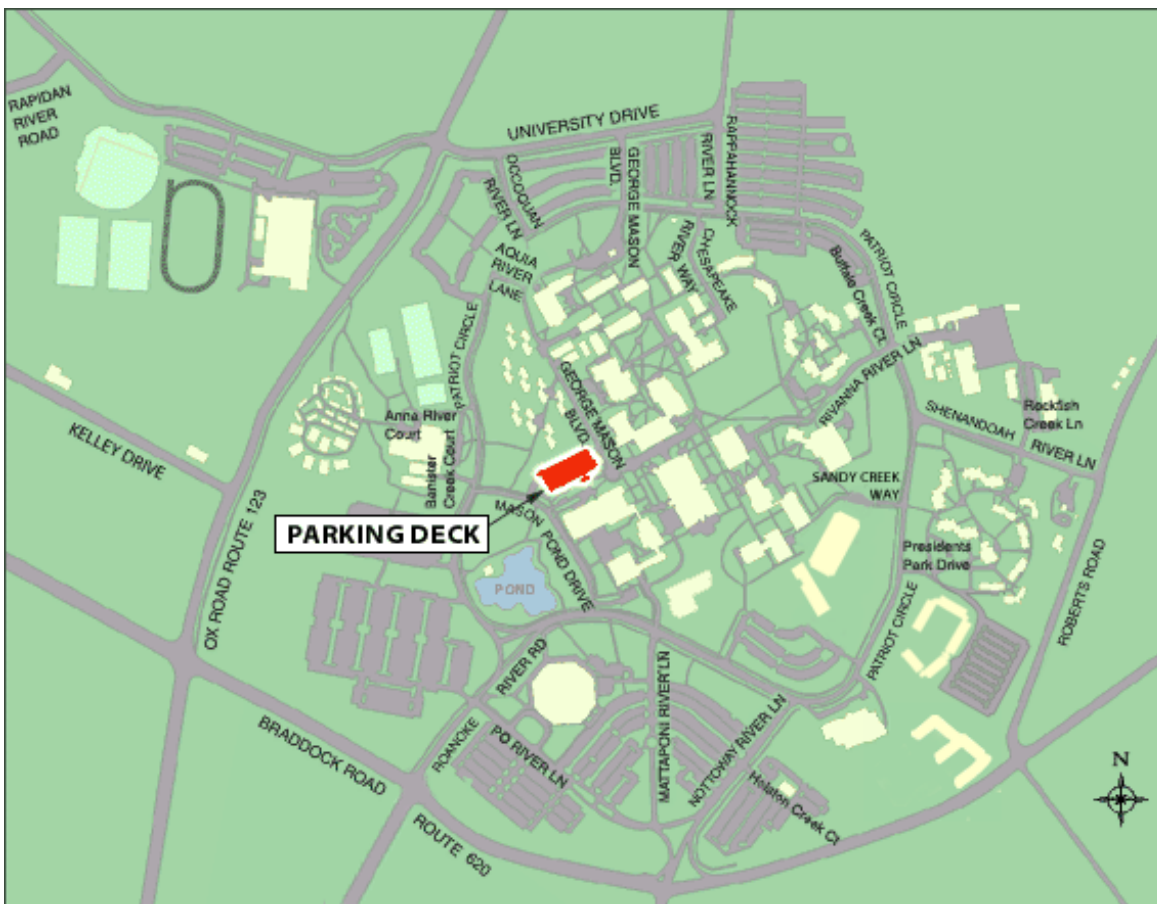 RAPIDAN
RIVER
ROAD
UNIVERSITY DRIVE
OCCOQUAN
RIVER LN
GEORGE MASON
BLVD.
RIVER LN
RAPPAHANNOCK
AQUIA
RIVER
LANE
CHESAPEAKE
RIVER WAY
PATRIOT CIRCLE
Buffalo Creek Ct.
PATRIOT CIRCLE
GEORGE MASON
BLVD.
RIVANNA RIVER LN
KELLEY DRIVE
Anna River
Court
Banister
Creek Court
SHENANDOAH
RIVER LN
Rockfish
Creek Ln
SANDY CREEK
WAY
OX ROAD ROUTE 123
PARKING DECK
MASON POND DRIVE
POND
Presidents
Park Drive
PATRIOT CIRCLE
ROBERTS ROAD
ROANOKE
RIVER RD
PO RIVER LN
MATTAPONI RIVER LN
NOTTOWAY RIVER LN
Holston Creek Ct
BRADDOCK ROAD
ROUTE 620
N